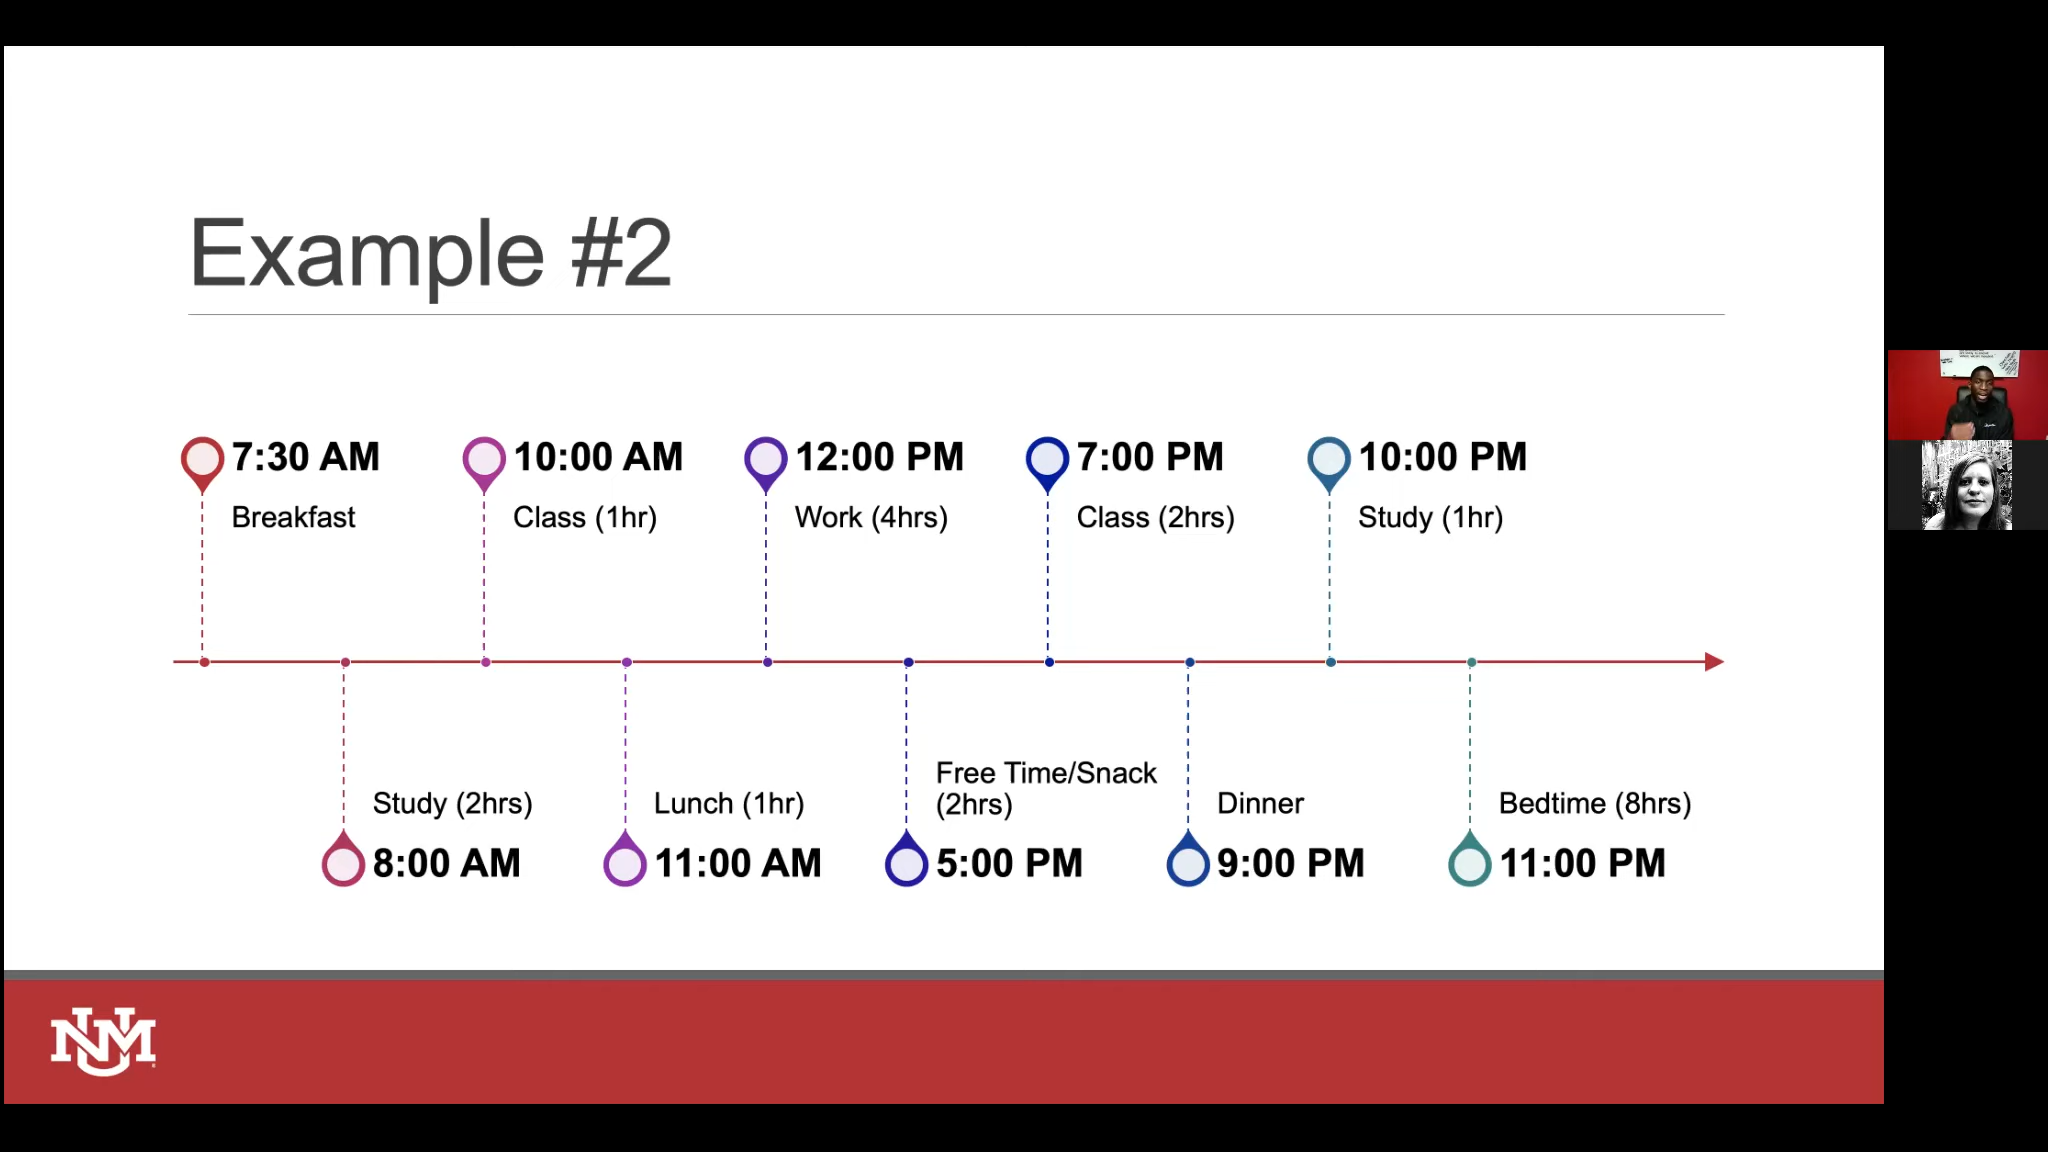 Example #2
7:30 AM
Breakfast
10:00 AM
Class (1hr)
12:00 PM
Work (4hrs)
7:00 PM
Class (2hrs)
10:00 PM
Study (1hr)
Study (2hrs)
8:00 AM
Lunch (1hr)
11:00 AM
Free Time/Snack
(2hrs)
5:00 PM
Dinner
9:00 PM
Bedtime (8hrs)
11:00 PM
UNM